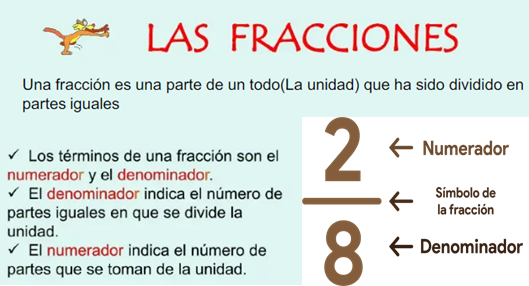 LAS FRACCIONES
Una fracción es una parte de un todo(La unidad) que ha sido dividido en
partes iguales
✓ Los términos de una fracción son el
numerador y el denominador.
✓ El denominador indica el número de
partes iguales en que se divide la
unidad.
✓ El numerador indica el número de
partes que se toman de la unidad.
2 ← Numerador
← Símbolo de
la fracción
8 ← Denominador